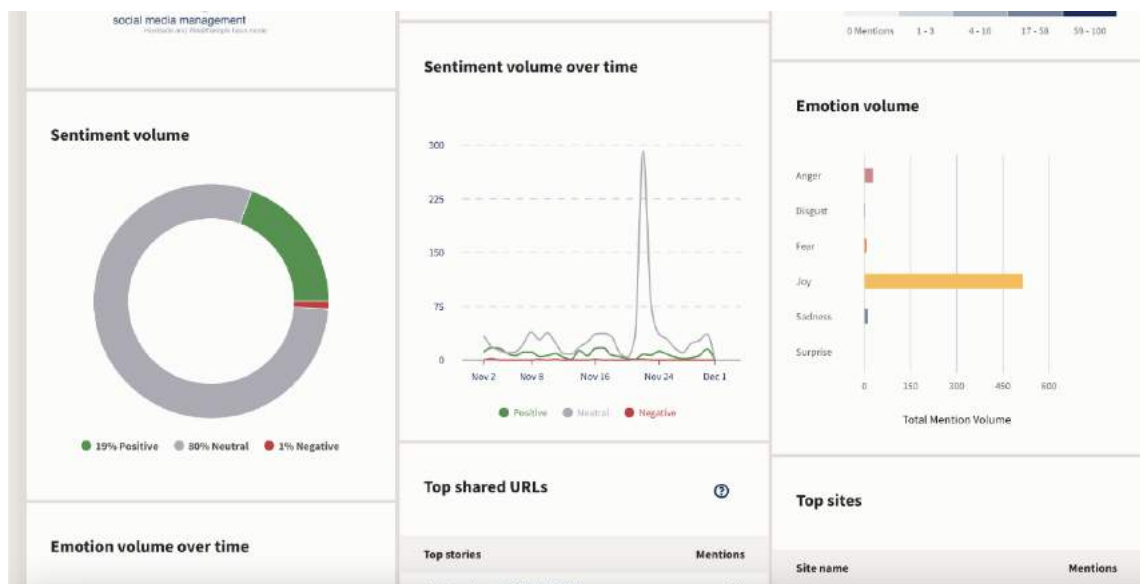 social media management
Sentiment volume
19% Positive
80% Neutral
1% Negative
Emotion volume over time
Sentiment volume over time
300
225
150
75
0
Nov 2 Nov 8 Nov 16 Nov 24 Dec 1
Positive Neutral Negative
Top shared URLs
Top stories Mentions
0 Mentions 1 - 3 4 - 16 17 - 58 59 - 100
Emotion volume
Anger
Disgust
Fear
Joy
Sadness
Surprise
0 150 300 450 600
Total Mention Volume
Top sites
Site name Mentions